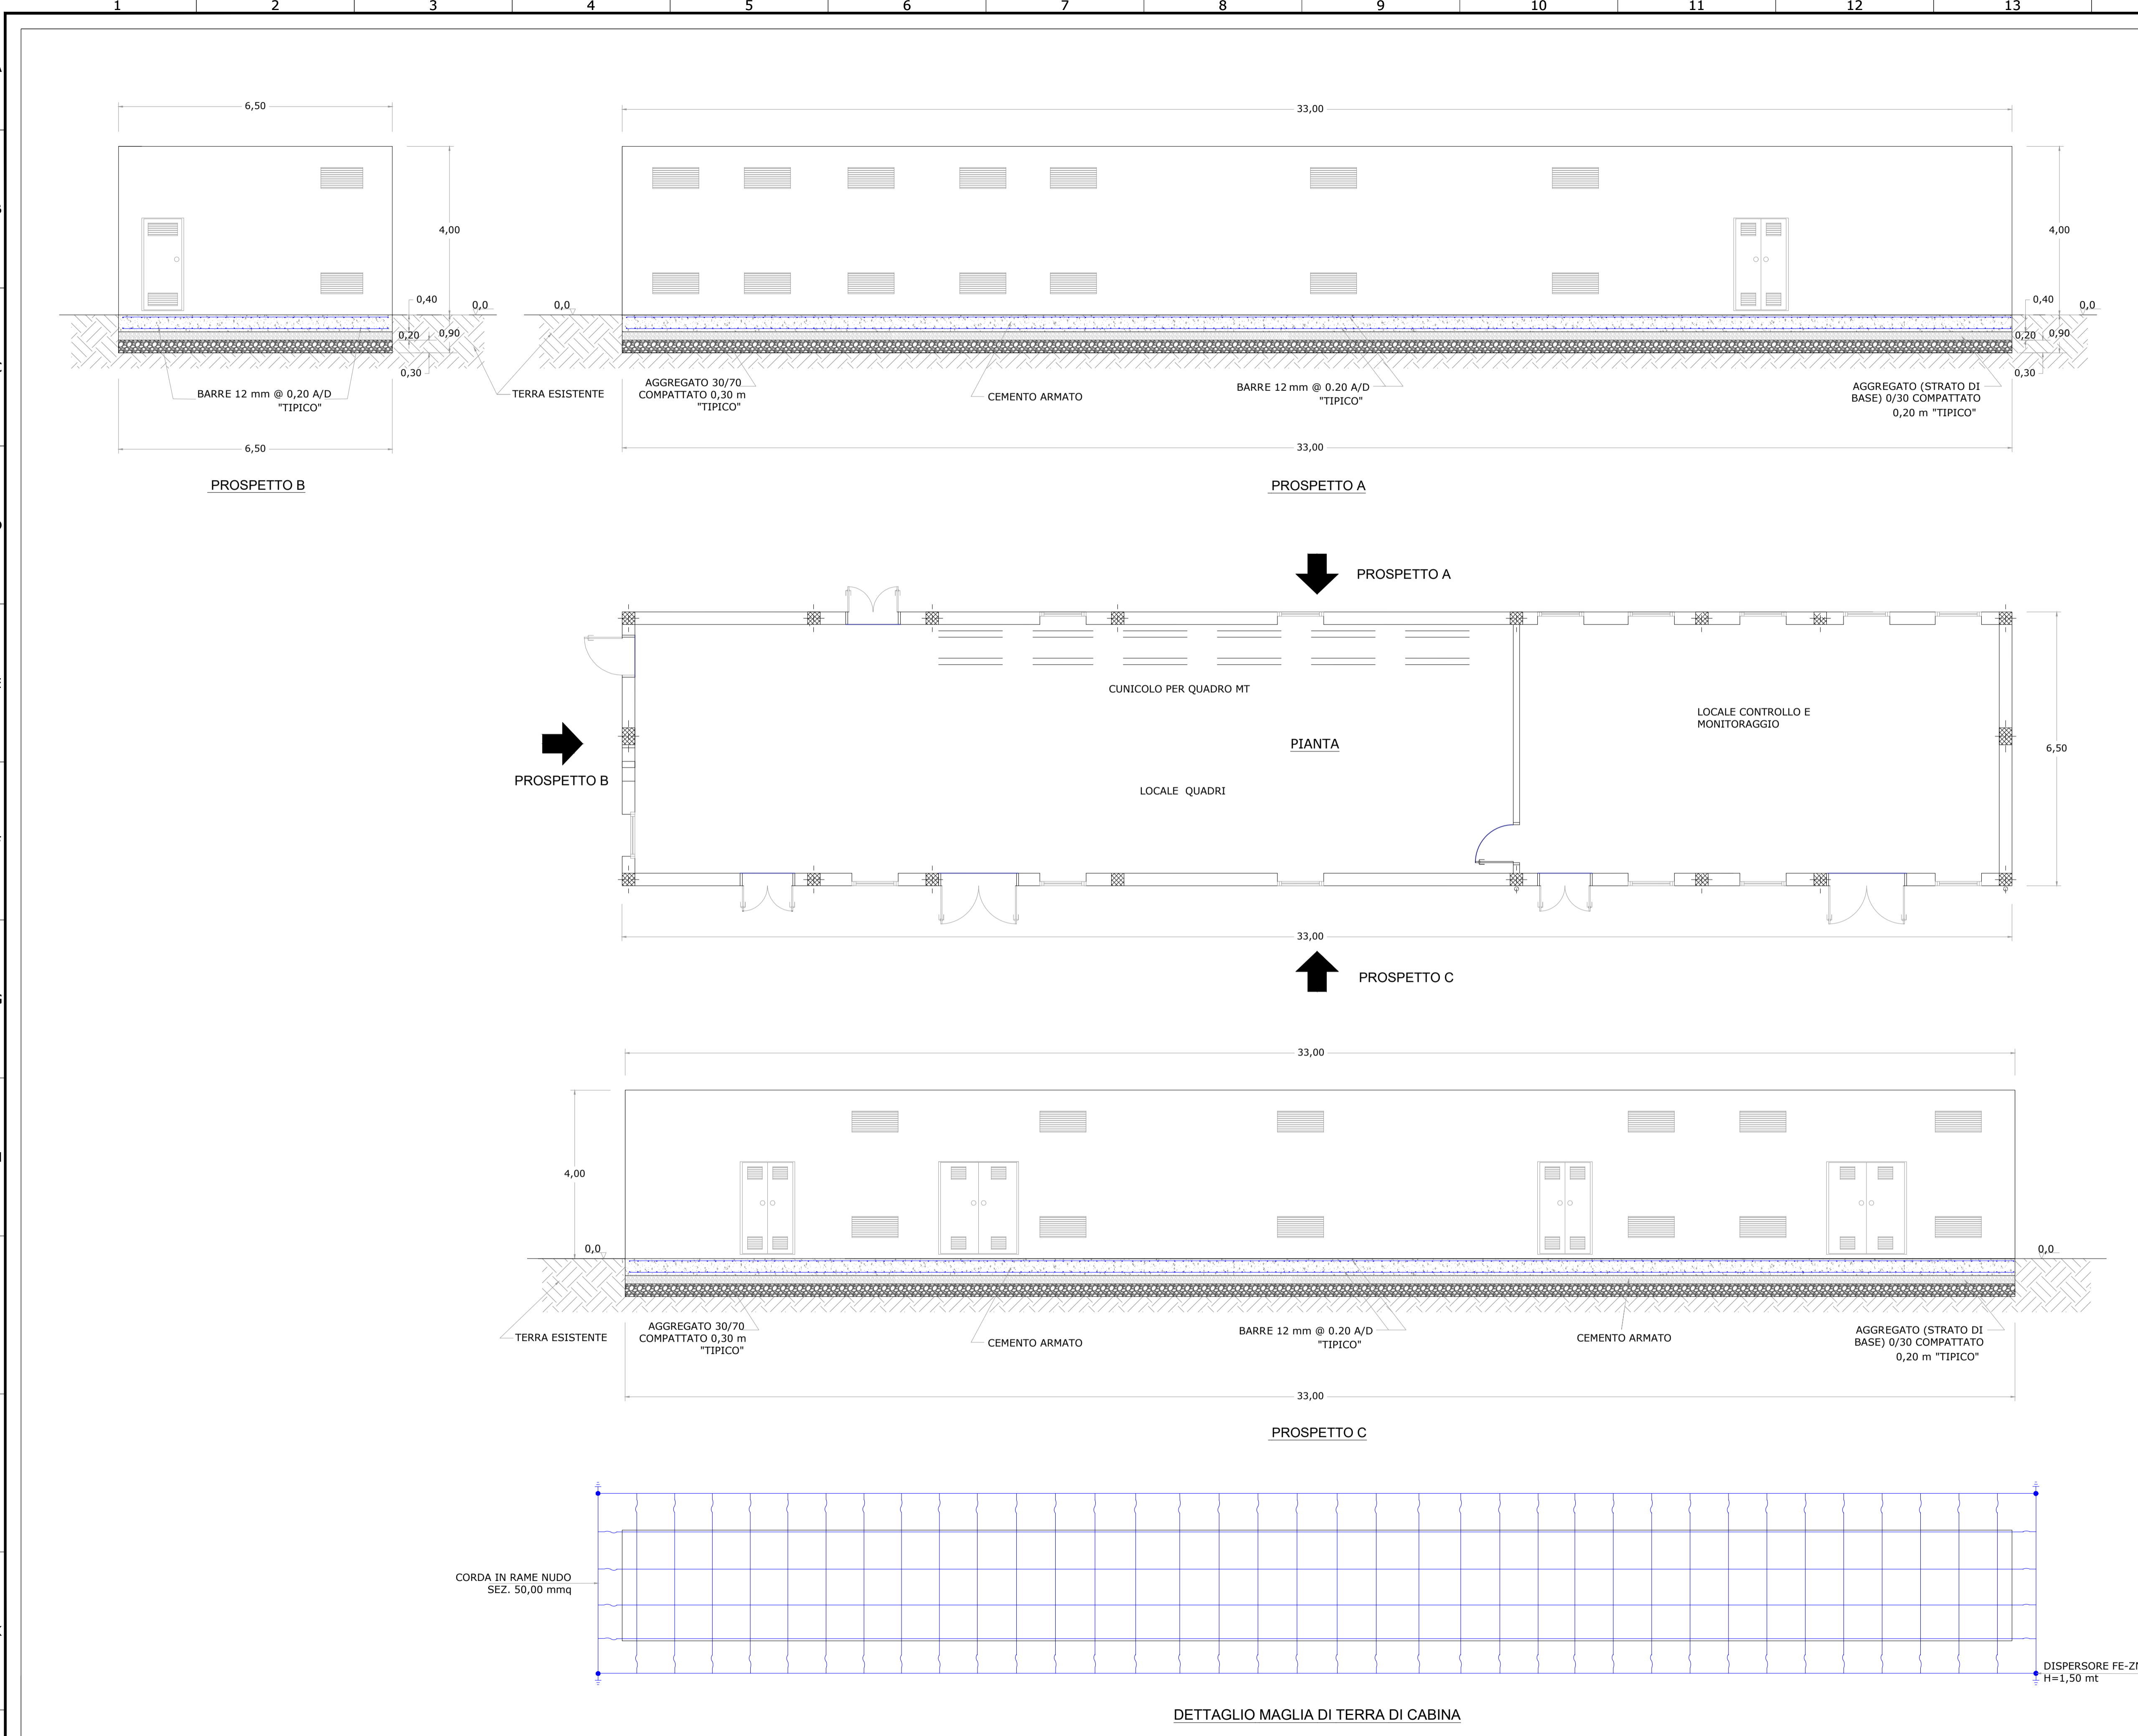 1 2 3 4 5 6 7 8 9 10 11 12 13
6,50
33,00
4,00
4,00
0,40
0,0
0,0
0,40
0,0
0,20
0,90
0,20
0,90
0,30
0,30
BARRE 12 mm @ 0,20 A/D
"TIPICO"
TERRA ESISTENTE
AGGREGATO 30/70
COMPATTATO 0,30 m
"TIPICO"
CEMENTO ARMATO
BARRE 12 mm @ 0.20 A/D
"TIPICO"
AGGREGATO (STRATO DI
BASE) 0/30 COMPATTATO
0,20 m "TIPICO"
6,50
33,00
PROSPETTO B
PROSPETTO A
PROSPETTO A
CUNICOLO PER QUADRO MT
LOCALE CONTROLLO E
MONITORAGGIO
PIANTA
6,50
PROSPETTO B
LOCALE QUADRI
33,00
PROSPETTO C
33,00
4,00
0,0
0,0
TERRA ESISTENTE
AGGREGATO 30/70
COMPATTATO 0,30 m
"TIPICO"
CEMENTO ARMATO
BARRE 12 mm @ 0.20 A/D
"TIPICO"
CEMENTO ARMATO
AGGREGATO (STRATO DI
BASE) 0/30 COMPATTATO
0,20 m "TIPICO"
33,00
PROSPETTO C
CORDA IN RAME NUDO
SEZ. 50,00 mmq
DISPERSORE
H=1,50 mt
DETTAGLIO MAGLIA DI TERRA DI CABINA